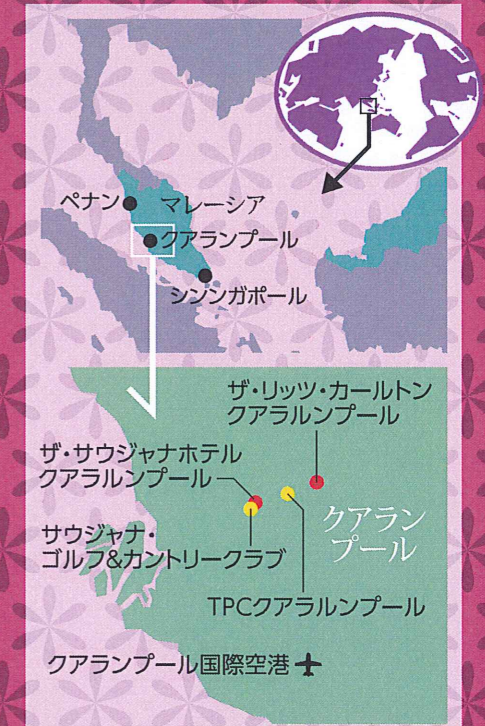 ペナン
マレーシア
クアランプール
シンンガポール
ザ・リッツ・カールトン
クアラルンプール
ザ・サウジャナホテル
クアラルンプール
サウジャナ・
ゴルフ&カントリークラブ
クアラン
プール
TPCクアラルンプール
クアランプール国際空港